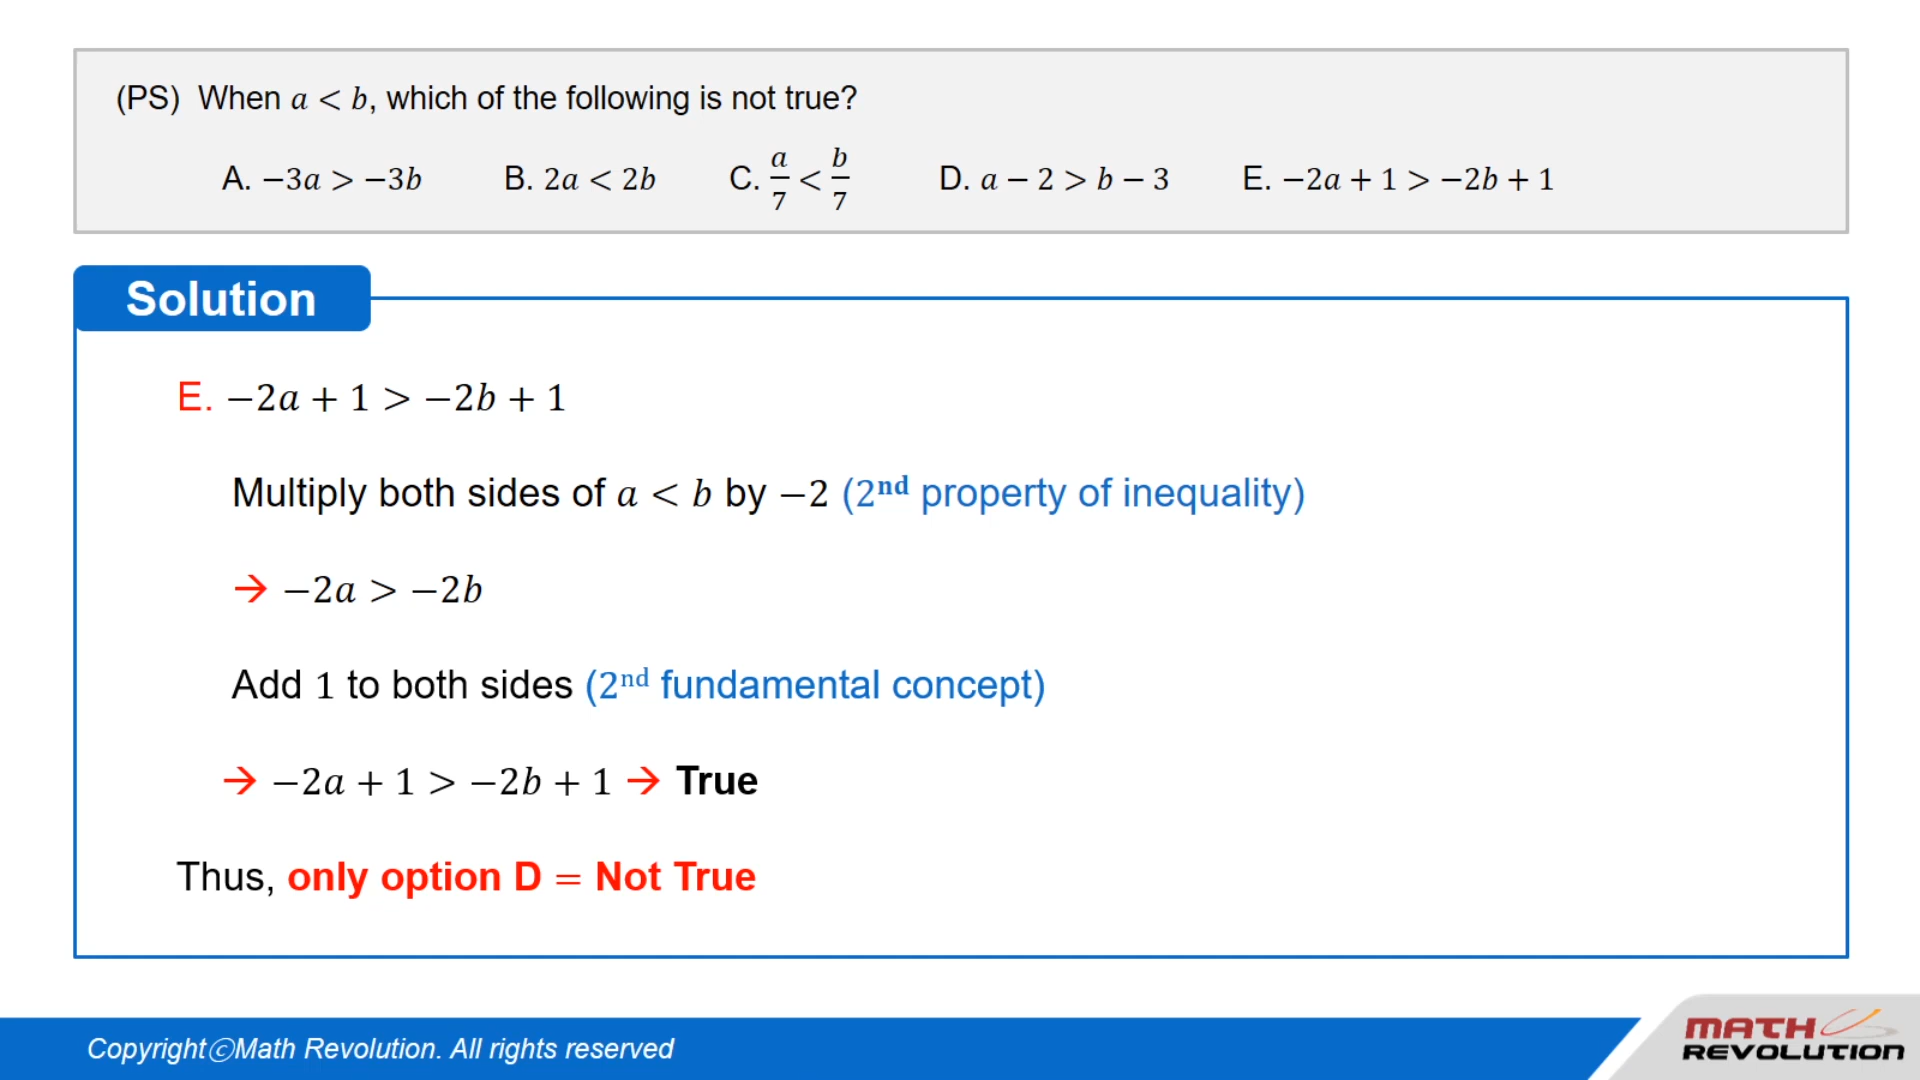 (PS) When a < b, which of the following is not true?
A. −3a > −3b B. 2a < 2b C. a/7 < b/7 D. a − 2 > b − 3 E. −2a + 1 > −2b + 1
Solution
E. −2a + 1 > −2b + 1
Multiply both sides of a < b by −2 (2nd property of inequality)
→ −2a > −2b
Add 1 to both sides (2nd fundamental concept)
→ −2a + 1 > −2b + 1 → True
Thus, only option D = Not True
CopyrightⓒMath Revolution. All rights reserved
MATH
REVOLUTION